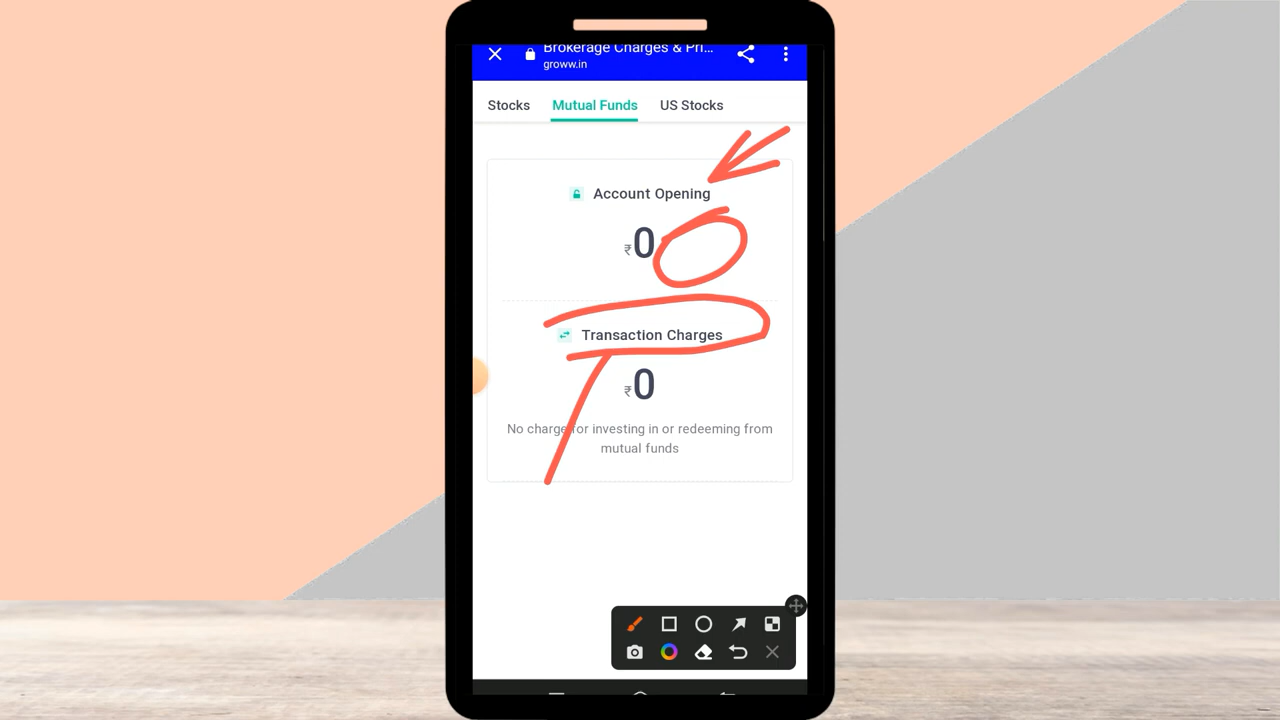 Brokerage Charges & Pri...
groww.in
Stocks Mutual Funds US Stocks
Account Opening
₹0
Transaction Charges
₹0
No charge for investing in or redeeming from
mutual funds